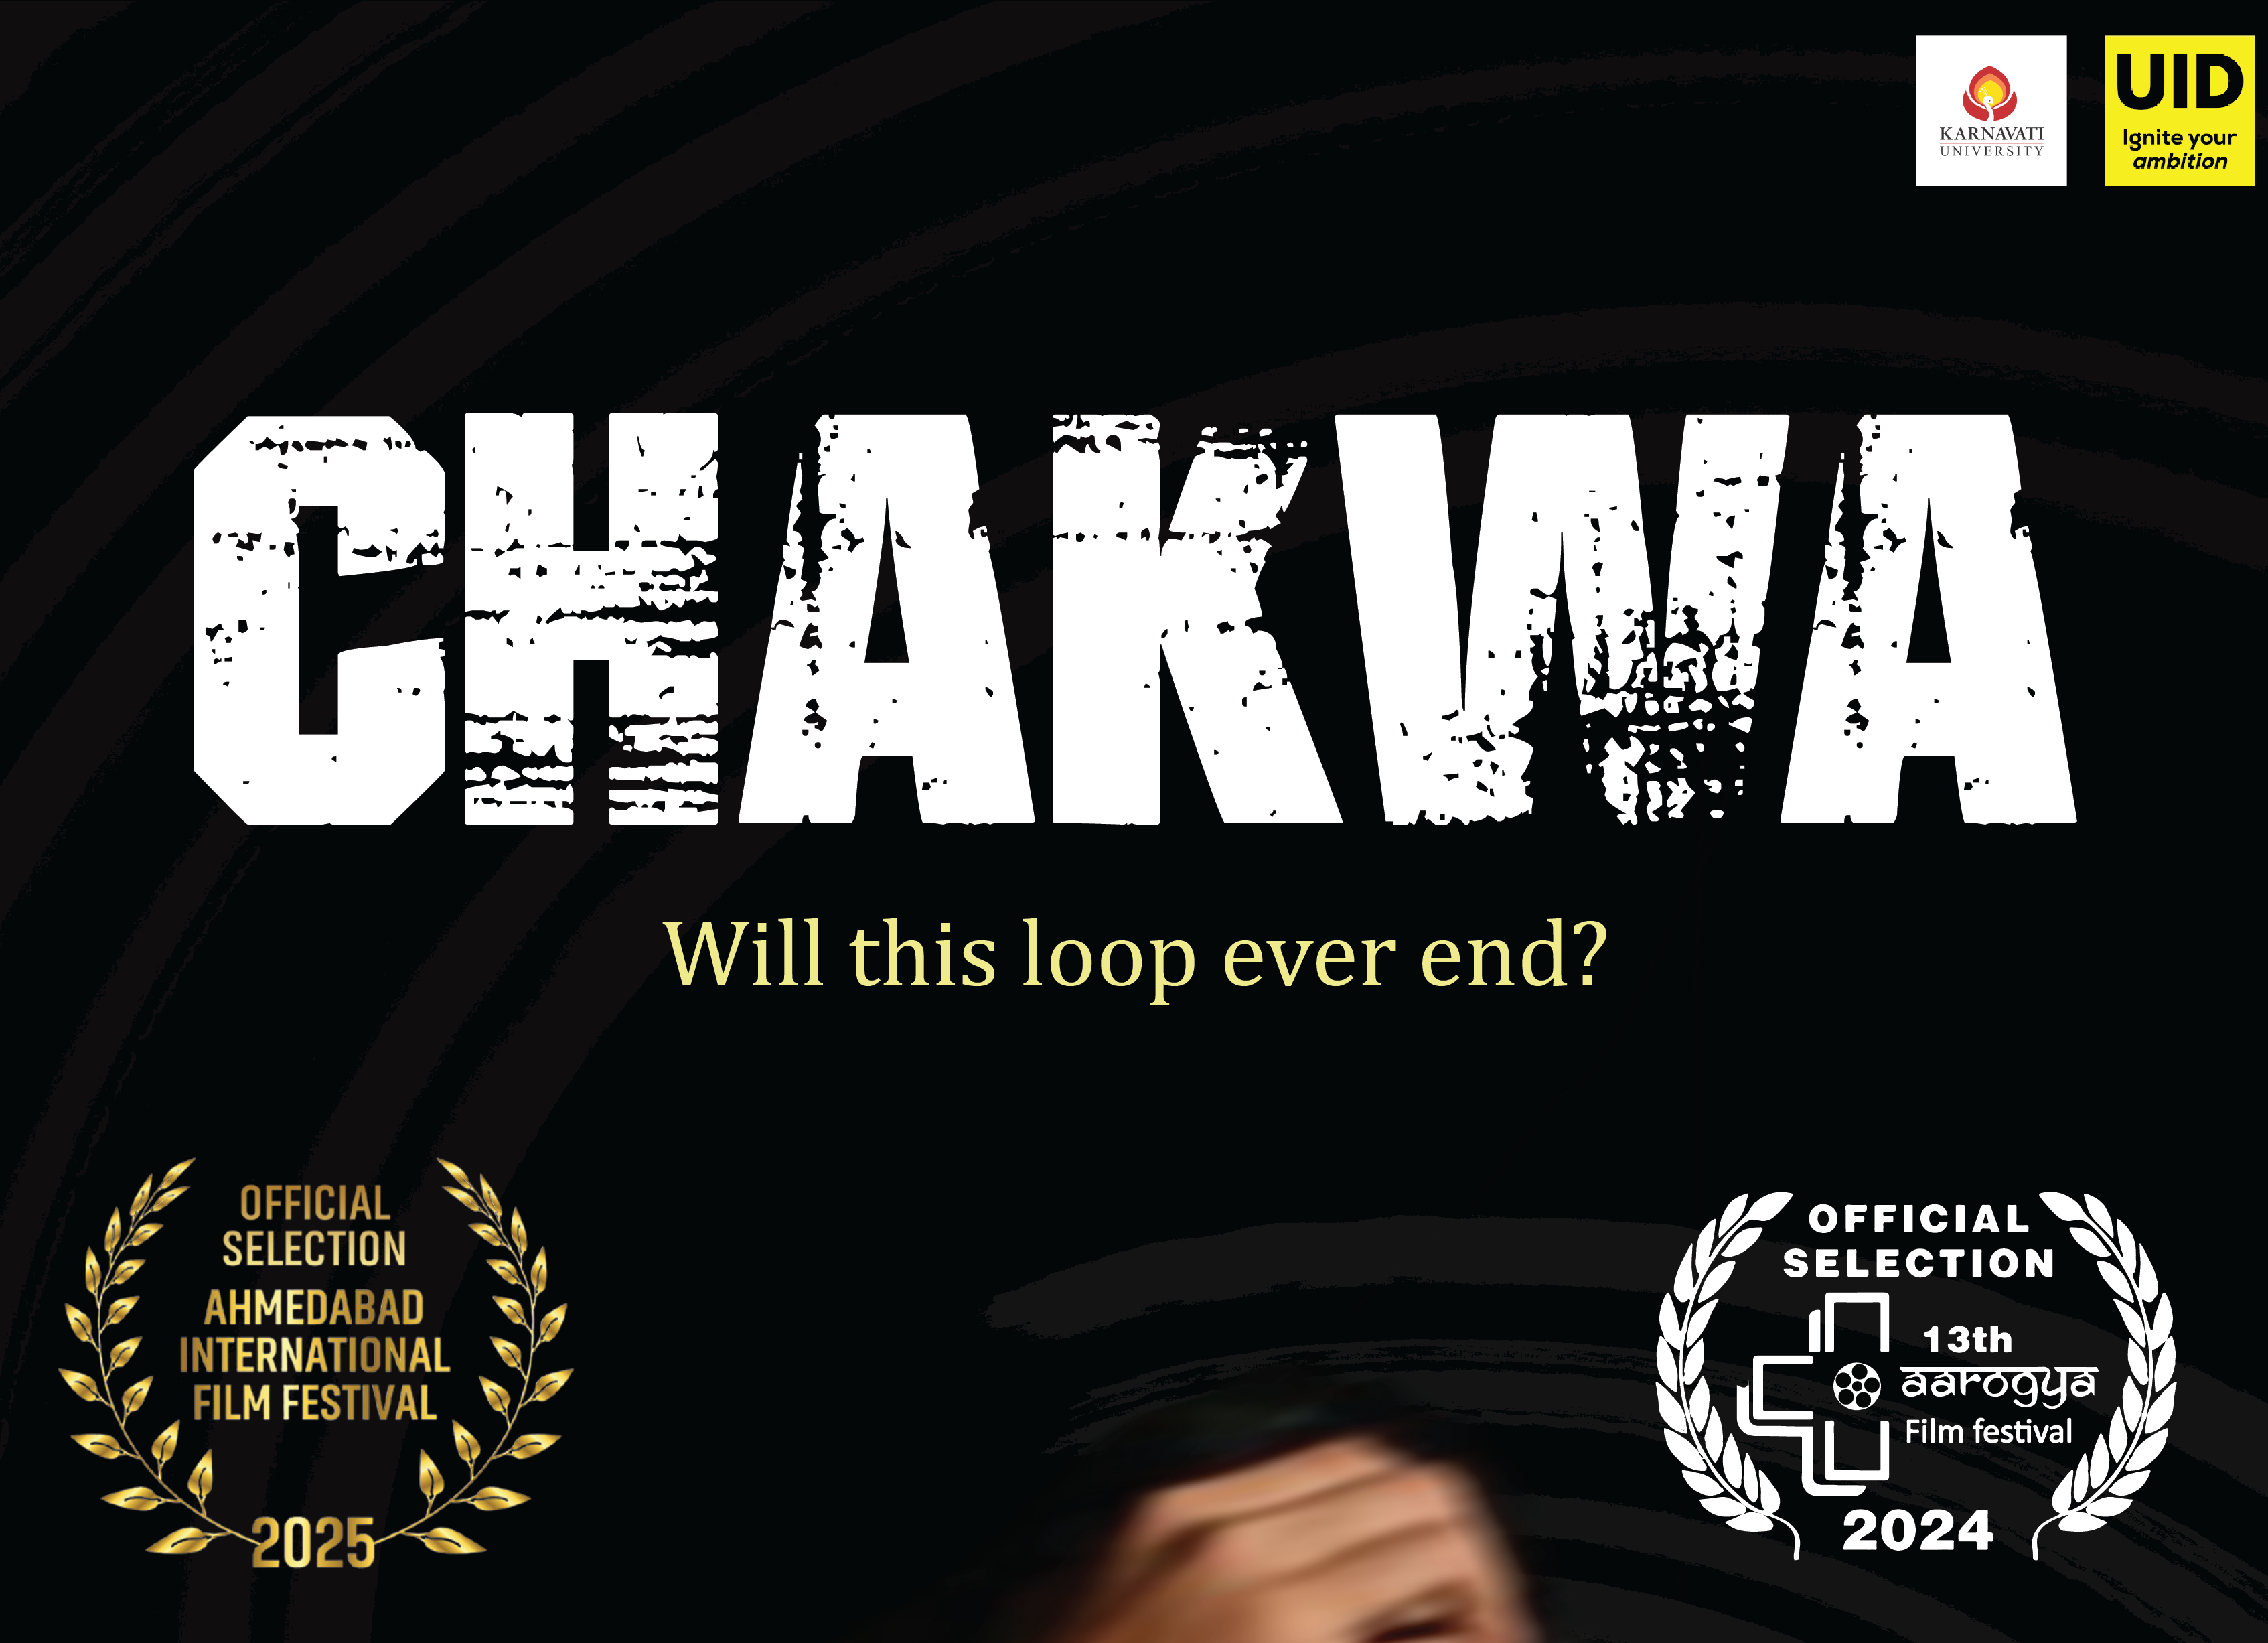 KARNAVATI
UNIVERSITY
UID
Ignite your
ambition
CHAKWA
Will this loop ever end?
OFFICIAL
SELECTION
AHMEDABAD
INTERNATIONAL
FILM FESTIVAL
2025
OFFICIAL
SELECTION
13th
aarogya
Film festival
2024